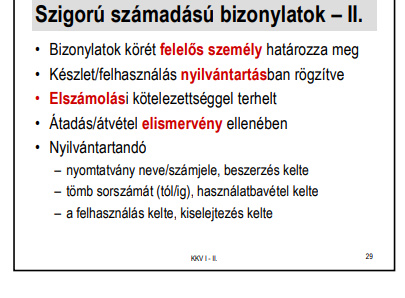 Szigorú számadású bizonylatok – II.
• Bizonylatok körét felelős személy határozza meg
• Készlet/felhasználás nyilvántartásban rögzítve
• Elszámolási kötelezettséggel terhelt
• Átadás/átvétel elismervény ellenében
• Nyilvántartandó
– nyomtatvány neve/számjele, beszerzés kelte
– tömb sorszámát (tól/ig), használatbavétel kelte
– a felhasználás kelte, kiselejtezés kelte
KKV I - II.
29